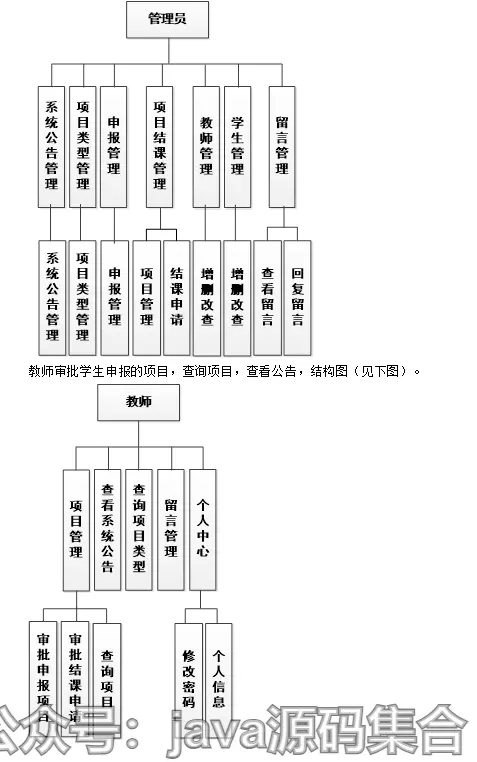 管理员
系统公告管理
项目类型管理
申报管理
项目结课管理
教师管理
学生管理
留言管理
系统公告管理
项目类型管理
申报管理
项目管理
结课申请
增删改查
增删改查
查看留言
回复留言
教师审批学生申报的项目，查询项目，查看公告，结构图（见下图）。
教师
项目管理
查看系统公告
查询项目类型
留言管理
个人中心
审批申报项目
审批结课申请
查询项目
修改密码
个人信息
公众号：java源码集合